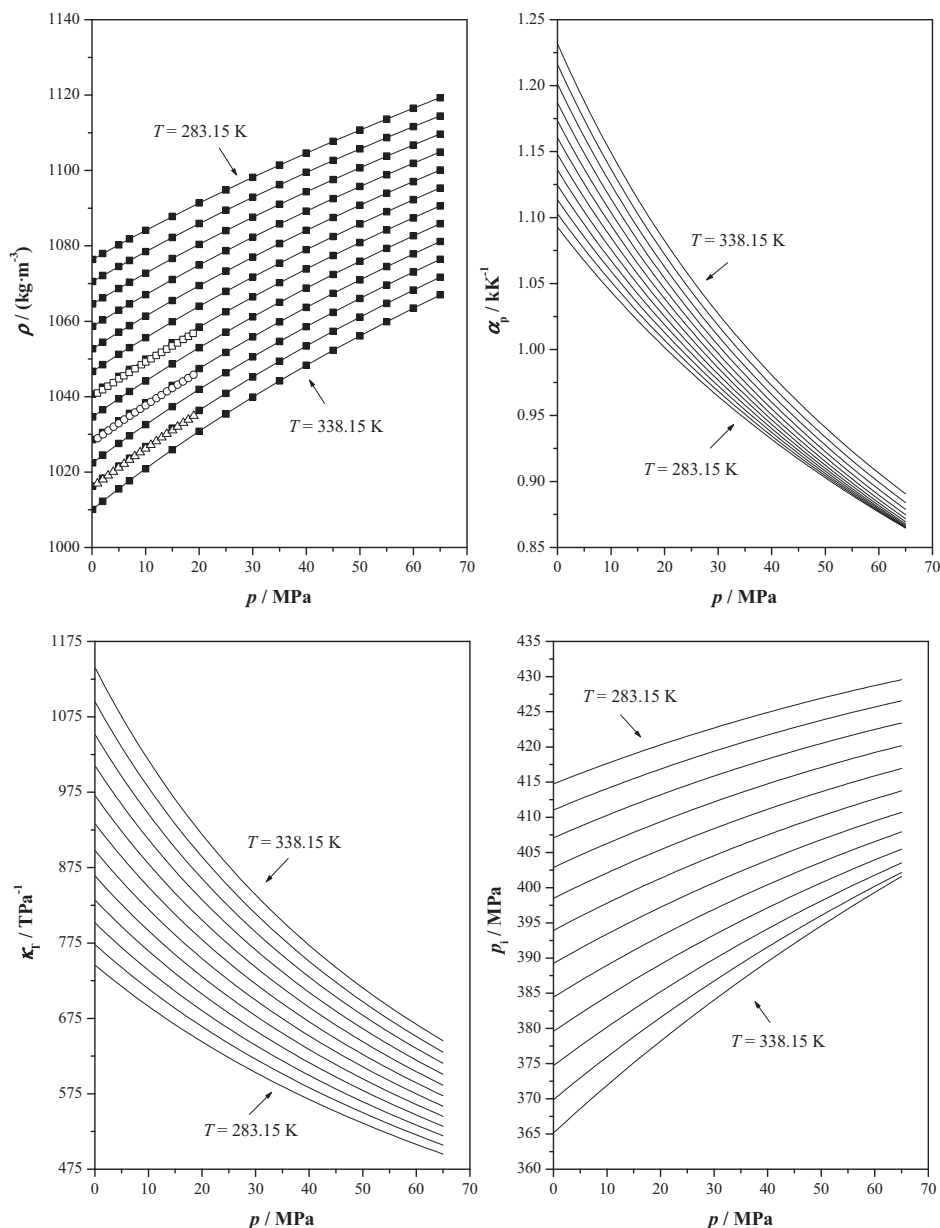 1140
1120
1100
1080
1060
1040
1020
1000
ρ / (kg·m⁻³)
T = 283.15 K
T = 338.15 K
0 10 20 30 40 50 60 70
p / MPa
1.25
1.20
1.15
1.10
1.05
1.00
0.95
0.90
0.85
αₚ / kK⁻¹
T = 338.15 K
T = 283.15 K
0 10 20 30 40 50 60 70
p / MPa
1175
1075
975
875
775
675
575
475
κ_T / TPa⁻¹
T = 338.15 K
T = 283.15 K
0 10 20 30 40 50 60 70
p / MPa
435
430
425
420
415
410
405
400
395
390
385
380
375
370
365
360
pᵢ / MPa
T = 283.15 K
T = 338.15 K
0 10 20 30 40 50 60 70
p / MPa